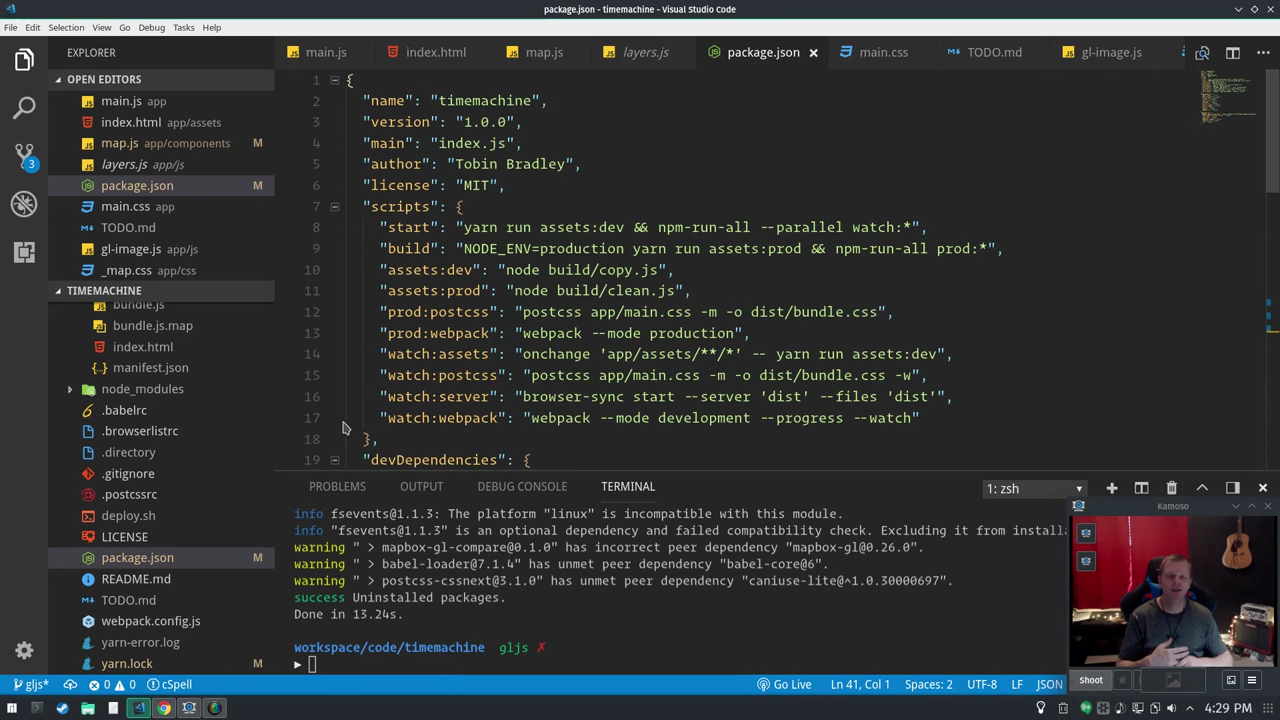 package.json - timemachine - Visual Studio Code
File Edit Selection View Go Debug Tasks Help
EXPLORER
main.js
index.html
map.js
layers.js
package.json
main.css
TODO.md
gl-image.js
OPEN EDITORS
main.js app
index.html app/assets
map.js app/components M
layers.js app/js
package.json M
main.css app
TODO.md
gl-image.js app/js
_map.css app/css
TIMEMACHINE
bundle.js
bundle.js.map
index.html
manifest.json
node_modules
.babelrc
.browserlistrc
.directory
.gitignore
.postcssrc
deploy.sh
LICENSE
package.json M
README.md
TODO.md
webpack.config.js
yarn-error.log
yarn.lock M
3
1 {
2 "name": "timemachine",
3 "version": "1.0.0",
4 "main": "index.js",
5 "author": "Tobin Bradley",
6 "license": "MIT",
7 "scripts": {
8 "start": "yarn run assets:dev && npm-run-all --parallel watch:*",
9 "build": "NODE_ENV=production yarn run assets:prod && npm-run-all prod:*",
10 "assets:dev": "node build/copy.js",
11 "assets:prod": "node build/clean.js",
12 "prod:postcss": "postcss app/main.css -m -o dist/bundle.css",
13 "prod:webpack": "webpack --mode production",
14 "watch:assets": "onchange 'app/assets/**/*' -- yarn run assets:dev",
15 "watch:postcss": "postcss app/main.css -m -o dist/bundle.css -w",
16 "watch:server": "browser-sync start --server 'dist' --files 'dist'",
17 "watch:webpack": "webpack --mode development --progress --watch"
18 },
19 "devDependencies": {
PROBLEMS OUTPUT DEBUG CONSOLE TERMINAL 1: zsh
info fsevents@1.1.3: The platform "linux" is incompatible with this module.
info "fsevents@1.1.3" is an optional dependency and failed compatibility check. Excluding it from installa
warning " > mapbox-gl-compare@0.1.0" has incorrect peer dependency "mapbox-gl@0.26.0".
warning " > babel-loader@7.1.4" has unmet peer dependency "babel-core@6".
warning " > postcss-cssnext@3.1.0" has unmet peer dependency "caniuse-lite@^1.0.30000697".
success Uninstalled packages.
Done in 13.24s.
workspace/code/timemachine gljs ✗
Kamoso
Shoot
gljs* 0 0 cSpell Go Live Ln 41, Col 1 Spaces: 2 UTF-8 LF JSON
4:29 PM